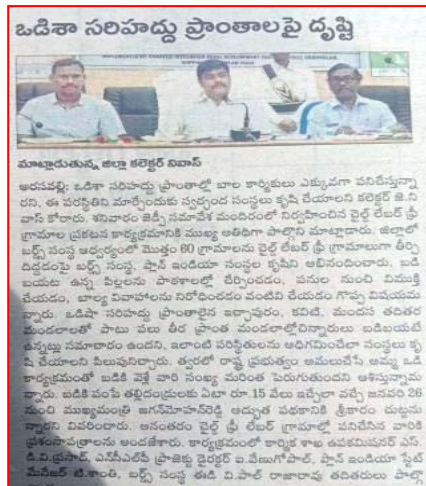 ఒడిశా సరిహద్దు ప్రాంతాలపై దృష్టి
మాట్లాడుతున్న జిల్లా కలెక్టర్ నివాస్
అరసవల్లి: ఒడిశా సరిహద్దు ప్రాంతాల్లో బాల కార్మికులు ఎక్కువగా పనిచేస్తున్నా
రని, ఈ పరిస్థితిని మార్చేందుకు స్వచ్ఛంద సంస్థలు కృషి చేయాలని కలెక్టర్ జె.ని
వాస్ కోరారు. శనివారం జెడ్పీ సమావేశ మందిరంలో నిర్వహించిన చైల్డ్ లేబర్ ఫ్రీ
గ్రామాల ప్రకటన కార్యక్రమానికి ముఖ్య అతిథిగా పాల్గొని మాట్లాడారు. జిల్లాలో
బర్డ్స్ సంస్థ ఆధ్వర్యంలో మొత్తం 60 గ్రామాలను చైల్డ్ లేబర్ ఫ్రీ గ్రామాలుగా తీర్చి
దిద్దడంపై బర్డ్స్ సంస్థ, ప్లాన్ ఇండియా సంస్థల కృషిని అభినందించారు. బడి
బయట ఉన్న పిల్లలను పాఠశాలల్లో చేర్పించడం, పనుల నుంచి విముక్తి
చేయడం, బాల్య వివాహాలను నిరోధించడం వంటివి చేయడం గొప్ప విషయమ
న్నారు. ఒడిషా సరిహద్దు ప్రాంతాలైన ఇచ్ఛాపురం, కవిటి, మందస తదితర
మండలాలతో పాటు పలు తీర ప్రాంత మండలాల్లోచిన్నారులు బడిబయటే
ఉన్నట్టు సమాచారం ఉందని, ఇలాంటి పరిస్థితులను అధిగమించేలా సంస్థలు కృ
షి చేయాలని పిలుపునిచ్చారు. త్వరలో రాష్ట్ర ప్రభుత్వం అమలుచేసే అమ్మ ఒడి
కార్యక్రమంతో బడికి వెళ్లే వారి సంఖ్య మరింత పెరుగుతుందని ఆశిస్తున్నామ
న్నారు. బడికి పంపే తల్లిదండ్రులకు ఏటా రూ.15 వేలు ఇచ్చేలా వచ్చే జనవరి 26
నుంచి ముఖ్యమంత్రి జగన్‌మోహన్‌రెడ్డి అద్భుత పథకానికి శ్రీకారం చుట్టను
న్నారని వివరించారు. అనంతరం చైల్డ్ ఫ్రీ లేబర్ గ్రామాల్లో పనిచేసిన వారికి
ప్రశంసాపత్రాలను అందజేశారు. కార్యక్రమంలో కార్మిక శాఖ ఉపకమిషనర్ ఎస్.
డి.వి.ప్రసాద్, ఎన్‌సీఎల్‌పీ ప్రాజెక్టు డైరక్టర్ ఐ.వేణుగోపాల్, ప్లాన్ ఇండియా స్టేట్
మేనేజర్ టి.శాంతి, బర్డ్స్ సంస్థ ఈడీ వి.పాల్ రాజారావు తదితరులు పాల్గొ